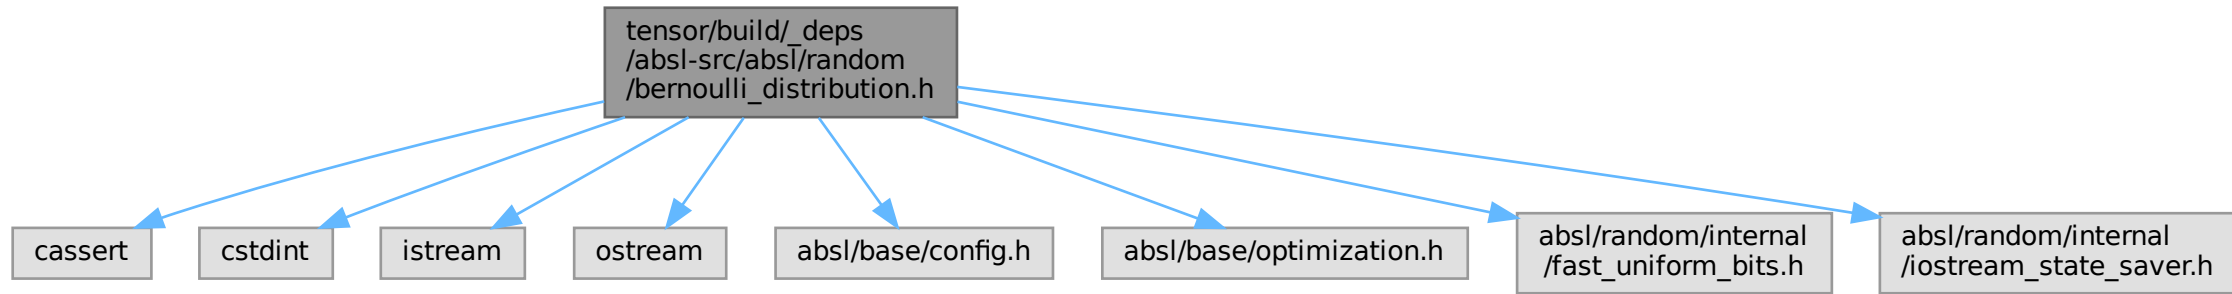 tensor/build/_deps
/absl-src/absl/random
/bernoulli_distribution.h
cassert
cstdint
istream
ostream
absl/base/config.h
absl/base/optimization.h
absl/random/internal
/fast_uniform_bits.h
absl/random/internal
/iostream_state_saver.h